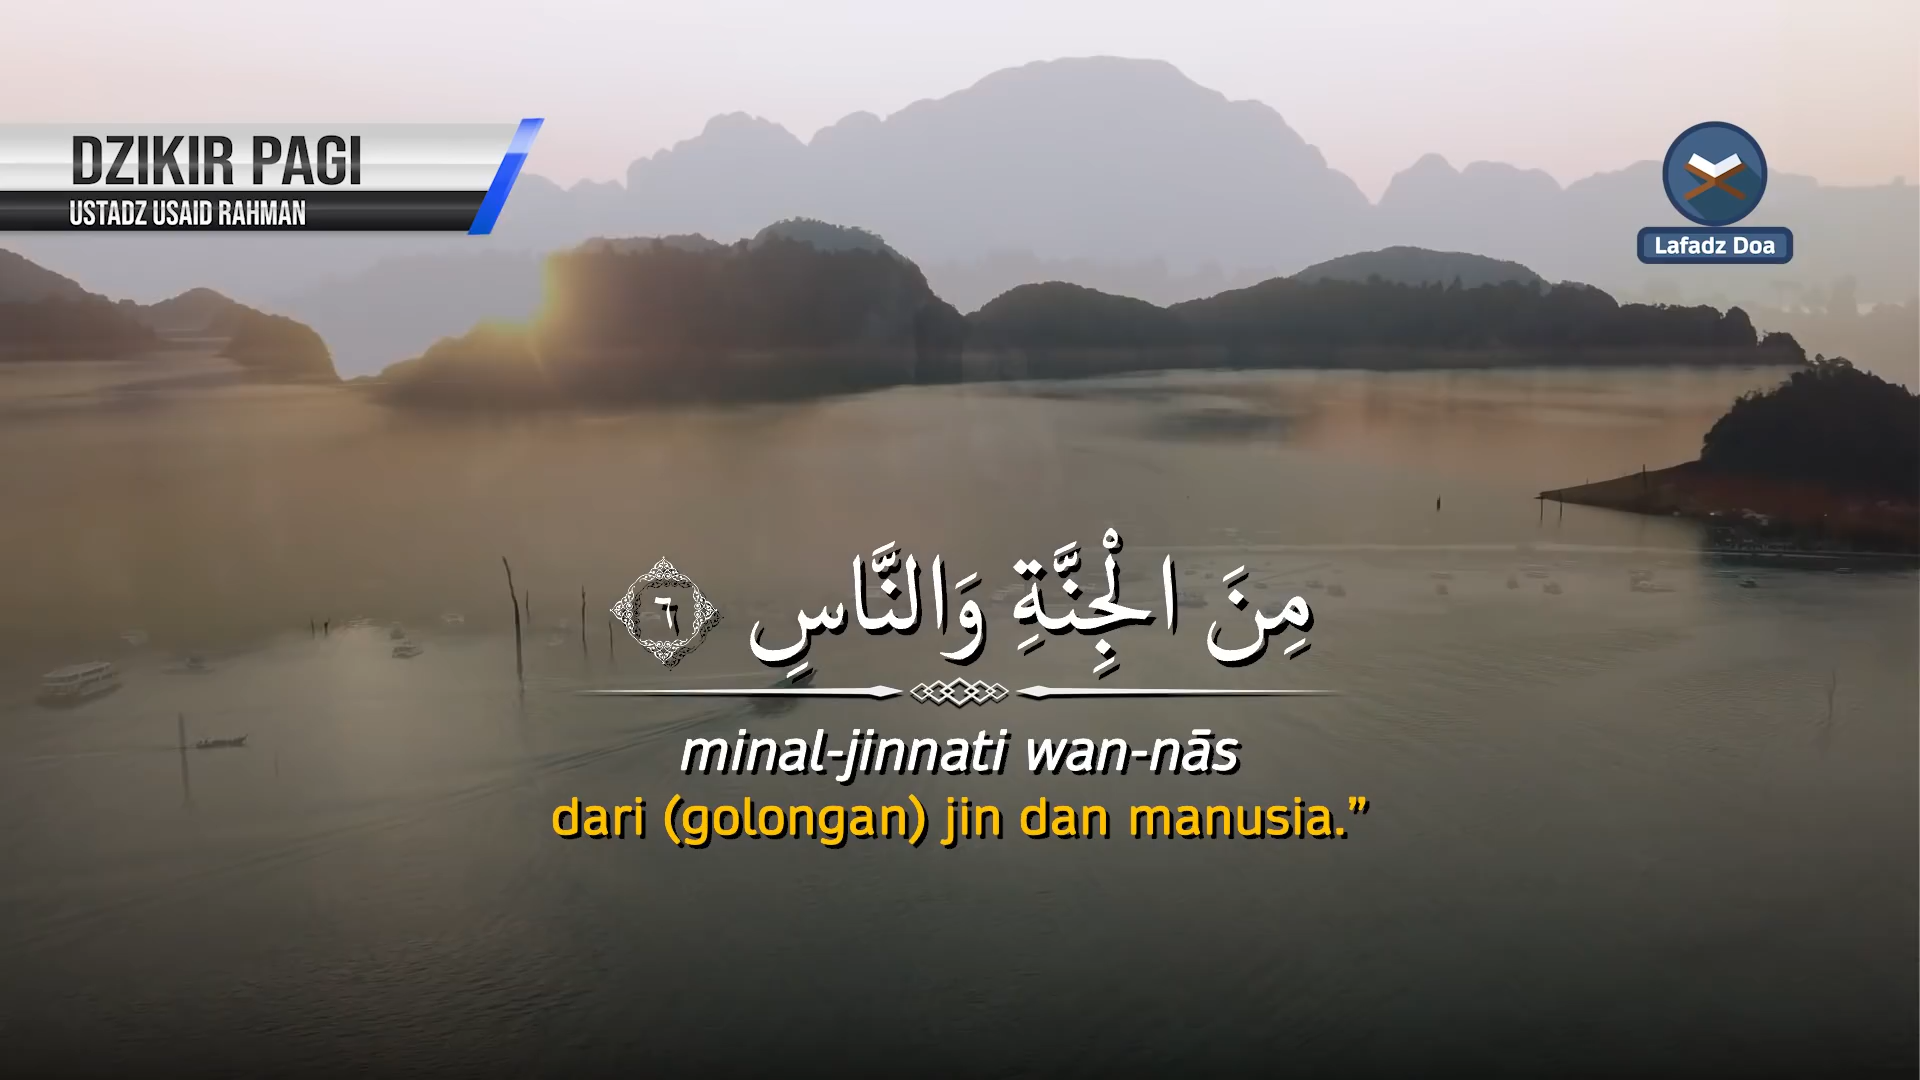 DZIKIR PAGI
USTADZ USAID RAHMAN
Lafadz Doa
مِنَ الْجِنَّةِ وَالنَّاسِ ٦
minal-jinnati wan-nās
dari (golongan) jin dan manusia.”